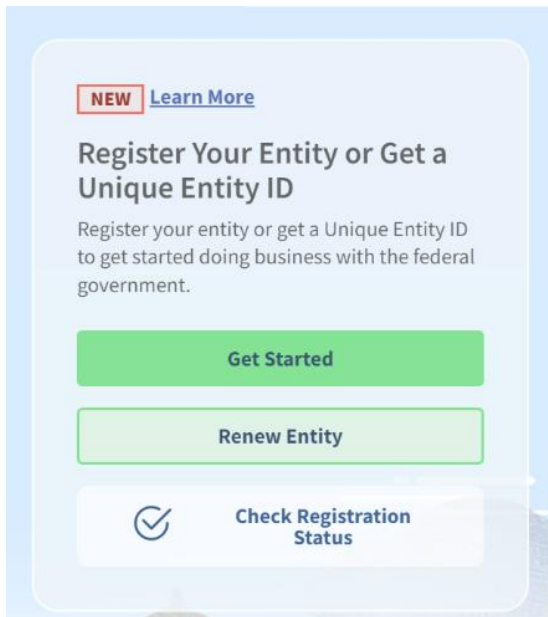 NEW Learn More
Register Your Entity or Get a
Unique Entity ID
Register your entity or get a Unique Entity ID
to get started doing business with the federal
government.
Get Started
Renew Entity
Check Registration
Status